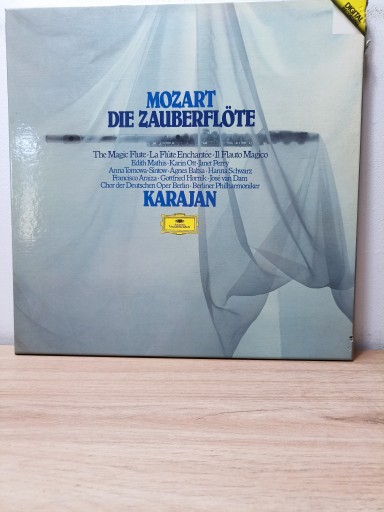 DIGITAL
MOZART
DIE ZAUBERFLÖTE
The Magic Flute · La Flûte Enchantée · Il Flauto Magico
Edith Mathis · Karin Ott · Janet Perry
Anna Tomowa-Sintow · Agnes Baltsa · Hanna Schwarz
Francisco Araiza · Gottfried Hornik · José van Dam
Chor der Deutschen Oper Berlin · Berliner Philharmoniker
KARAJAN